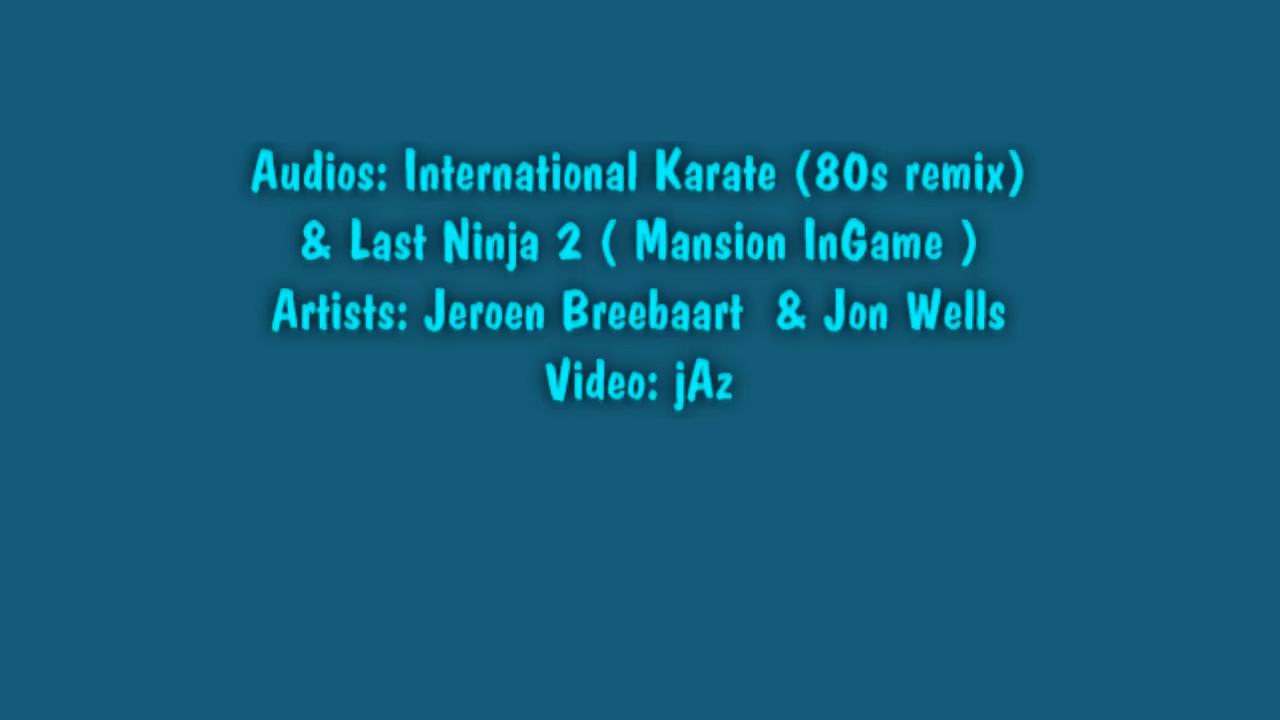 Audios: International Karate (80s remix)
& Last Ninja 2 ( Mansion InGame )
Artists: Jeroen Breebaart  & Jon Wells
Video: jAz